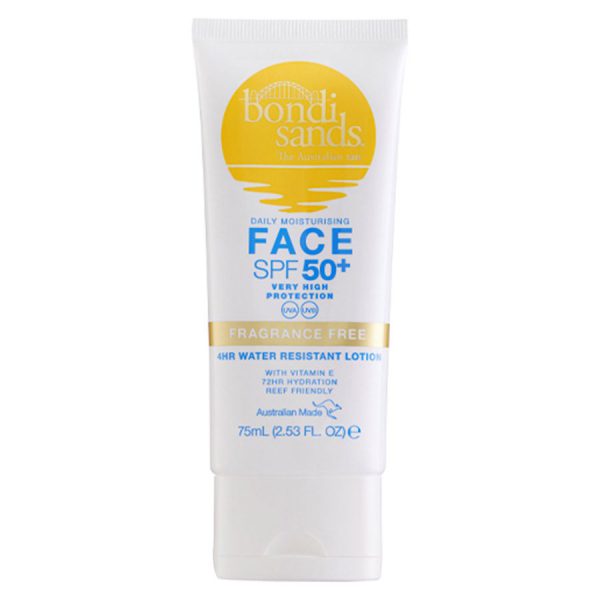 bondi
sands.
The Australian tan
DAILY MOISTURISING
FACE
SPF 50+
VERY HIGH
PROTECTION
UVA UVB
FRAGRANCE FREE
4HR WATER RESISTANT LOTION
WITH VITAMIN E
72HR HYDRATION
REEF FRIENDLY
Australian Made
75mL (2.53 FL. OZ) e